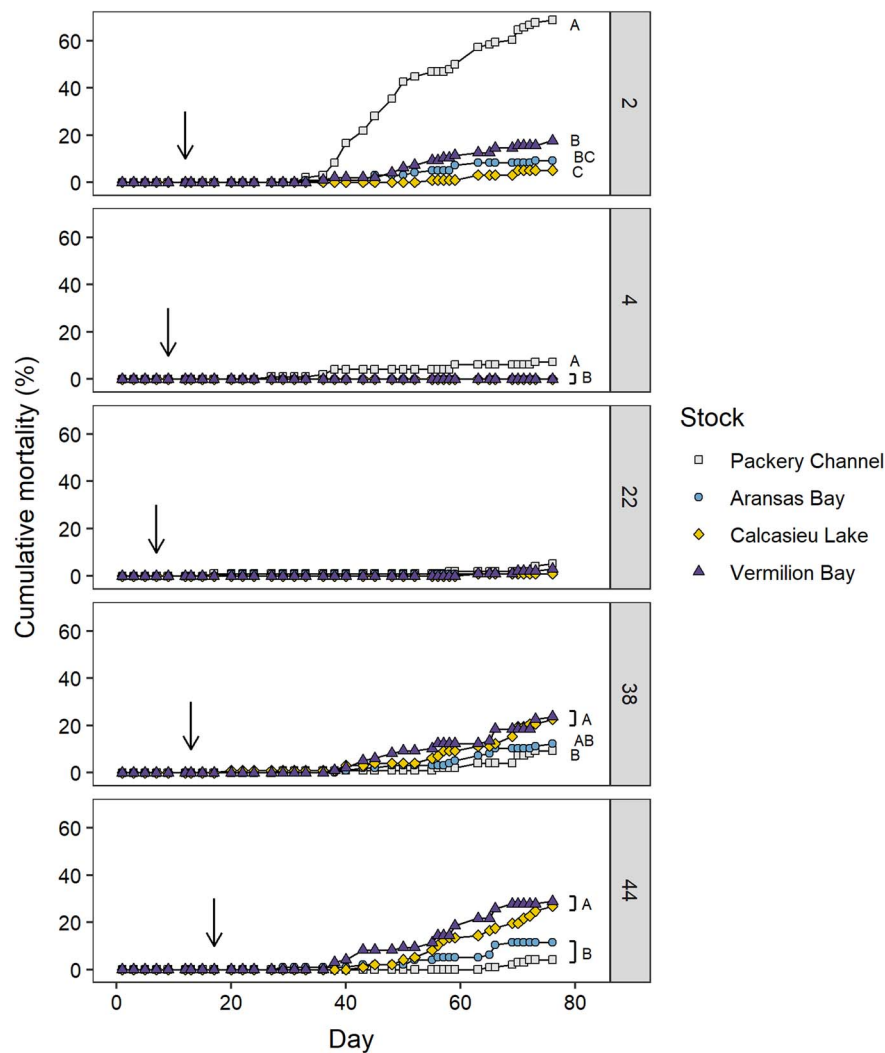 60
40
20
0
A
B
BC
C
2
60
40
20
0
A
B
4
60
40
20
0
22
60
40
20
0
A
AB
B
38
60
40
20
0
A
B
44
0 20 40 60 80
Day
Cumulative mortality (%)
Stock
Packery Channel
Aransas Bay
Calcasieu Lake
Vermilion Bay